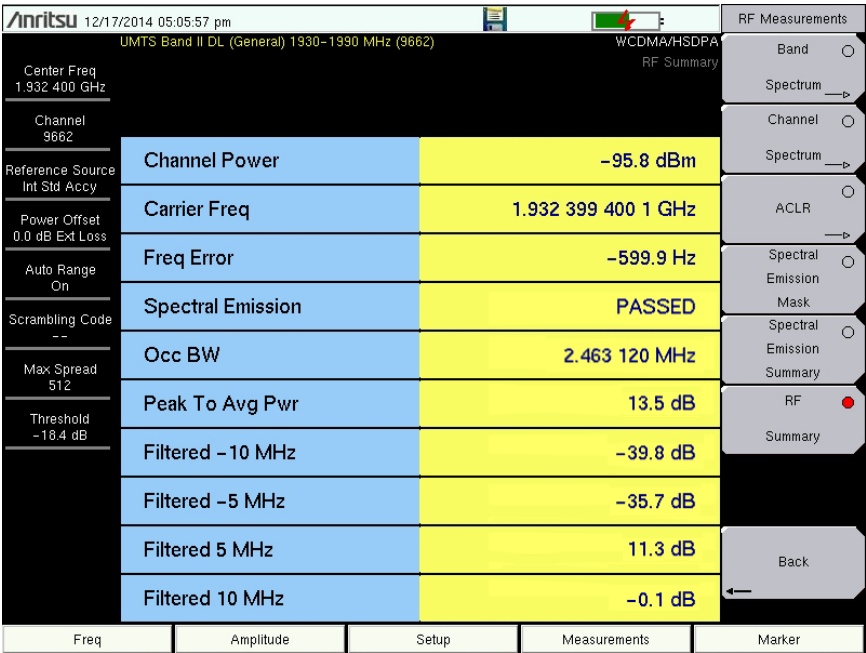 Anritsu 12/17/2014 05:05:57 pm
UMTS Band II DL (General) 1930-1990 MHz (9662)
WCDMA/HSDPA
RF Summary
Center Freq
1.932 400 GHz
Channel
9662
Reference Source
Int Std Accy
Power Offset
0.0 dB Ext Loss
Auto Range
On
Scrambling Code
--
Max Spread
512
Threshold
-18.4 dB
Channel Power -95.8 dBm
Carrier Freq 1.932 399 400 1 GHz
Freq Error -599.9 Hz
Spectral Emission PASSED
Occ BW 2.463 120 MHz
Peak To Avg Pwr 13.5 dB
Filtered -10 MHz -39.8 dB
Filtered -5 MHz -35.7 dB
Filtered 5 MHz 11.3 dB
Filtered 10 MHz -0.1 dB
RF Measurements
Band
Spectrum
Channel
Spectrum
ACLR
Spectral
Emission
Mask
Spectral
Emission
Summary
RF
Summary
Back
Freq Amplitude Setup Measurements Marker